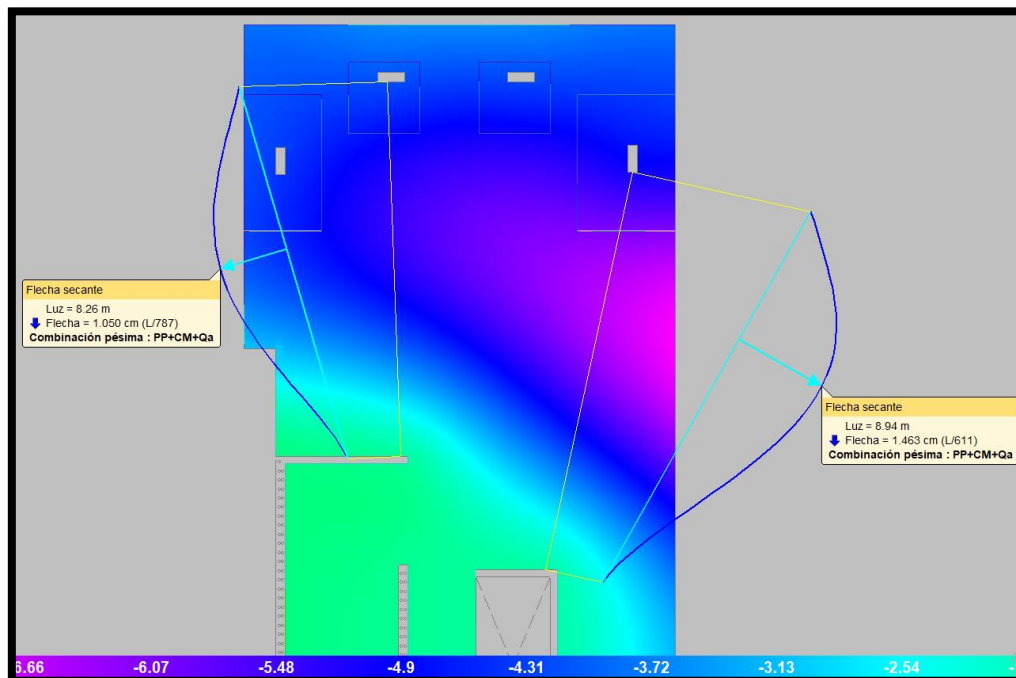 Flecha secante
Luz = 8.26 m
Flecha = 1.050 cm (L/787)
Combinación pésima : PP+CM+Qa
Flecha secante
Luz = 8.94 m
Flecha = 1.463 cm (L/611)
Combinación pésima : PP+CM+Qa
-6.07 -5.48 -4.9 -4.31 -3.72 -3.13 -2.54